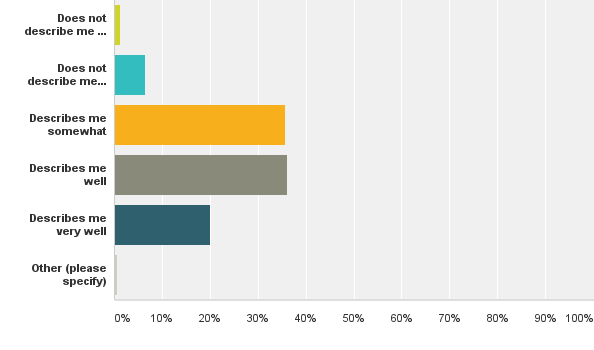 Does not
describe me ...
Does not
describe me...
Describes me
somewhat
Describes me
well
Describes me
very well
Other (please
specify)
0% 10% 20% 30% 40% 50% 60% 70% 80% 90% 100%